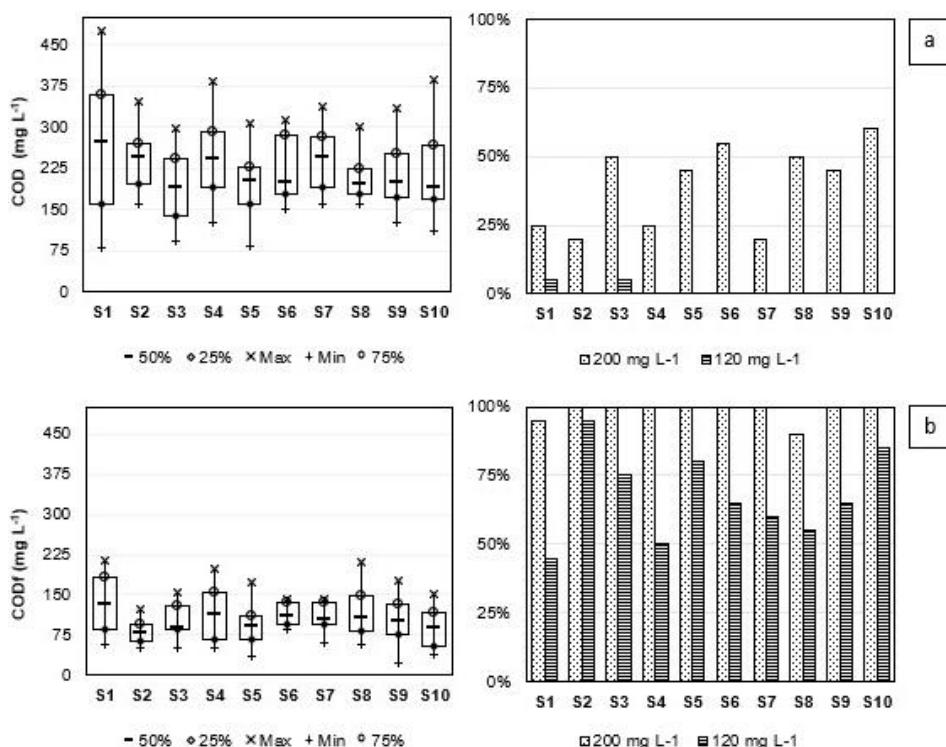 450
375
300
225
150
75
0
COD (mg L-1)
S1 S2 S3 S4 S5 S6 S7 S8 S9 S10
50% 25% Max Min 75%
100%
75%
50%
25%
0%
S1 S2 S3 S4 S5 S6 S7 S8 S9 S10
200 mg L-1 120 mg L-1
a
450
375
300
225
150
75
0
CODf (mg L-1)
S1 S2 S3 S4 S5 S6 S7 S8 S9 S10
50% 25% Max Min 75%
100%
75%
50%
25%
0%
S1 S2 S3 S4 S5 S6 S7 S8 S9 S10
200 mg L-1 120 mg L-1
b